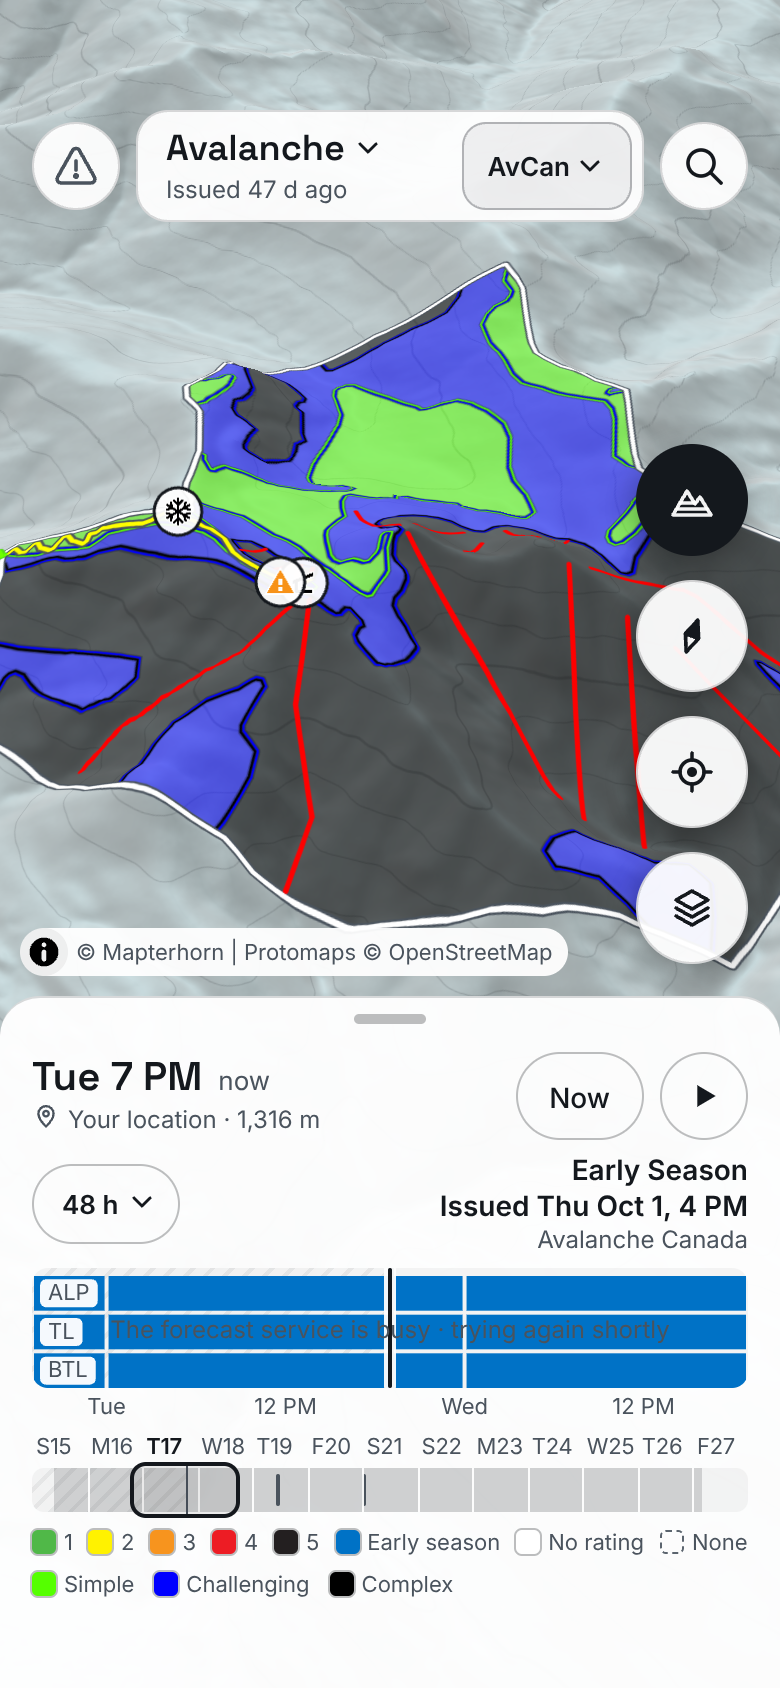 Avalanche
Issued 47 d ago
AvCan
© Mapterhorn | Protomaps © OpenStreetMap
Tue 7 PM now
Your location · 1,316 m
Now
48 h
Early Season
Issued Thu Oct 1, 4 PM
Avalanche Canada
ALP
TL
The forecast service is busy · trying again shortly
BTL
Tue 12 PM Wed 12 PM
S15 M16 T17 W18 T19 F20 S21 S22 M23 T24 W25 T26 F27
1 2 3 4 5 Early season No rating None
Simple Challenging Complex